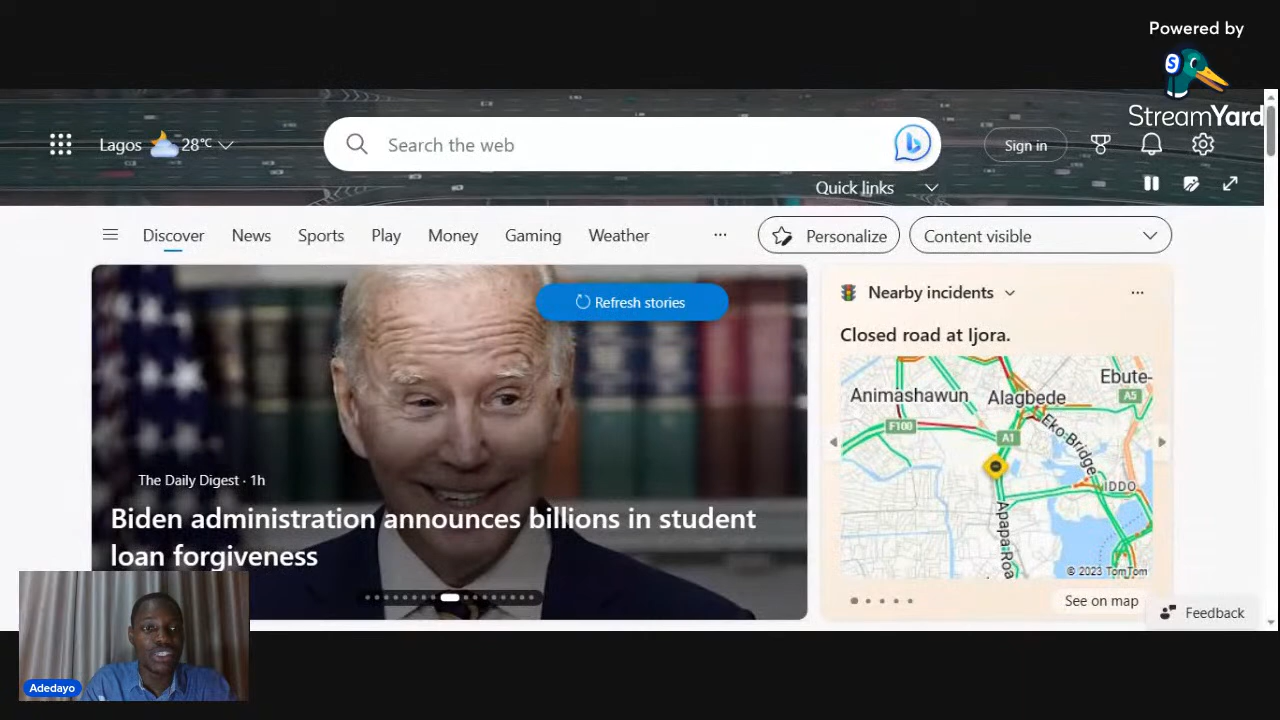 Powered by
StreamYard
Lagos 28°C
Search the web
Sign in
Quick links
Discover News Sports Play Money Gaming Weather ... Personalize Content visible
Refresh stories
The Daily Digest · 1h
Biden administration announces billions in student
loan forgiveness
Nearby incidents ...
Closed road at Ijora.
Animashawun
Alagbede
Ebute-
A5
F100
A1
Eko Bridge
IDDO
Apapa Roa
© 2023 TomTom
See on map
Feedback
Adedayo